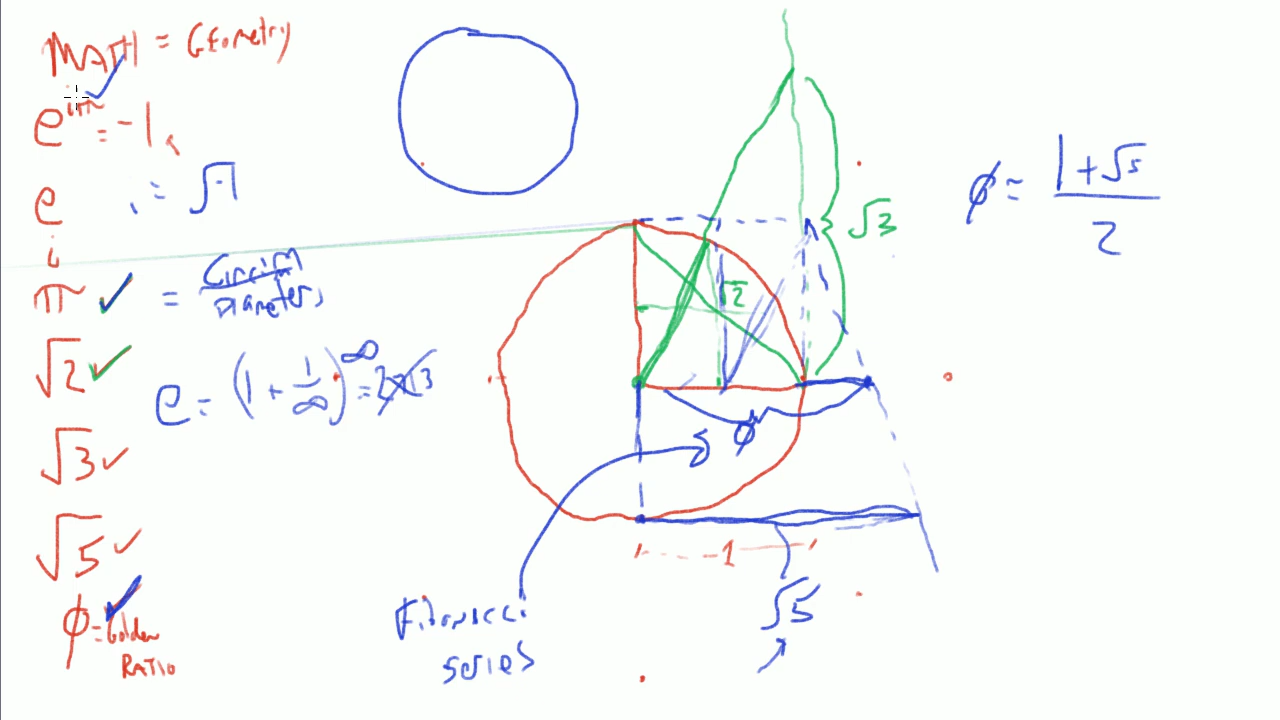 MATH = Geometry
e^iπ = -1
e
= √-1
i
π = Circum
Diameter
√2
e = (1 + 1/∞)^∞ =
√3
√5
ϕ = Golden
RATIO
√3
√2
ϕ
1
√5
Fibonacci
series
ϕ = 1+√5
2